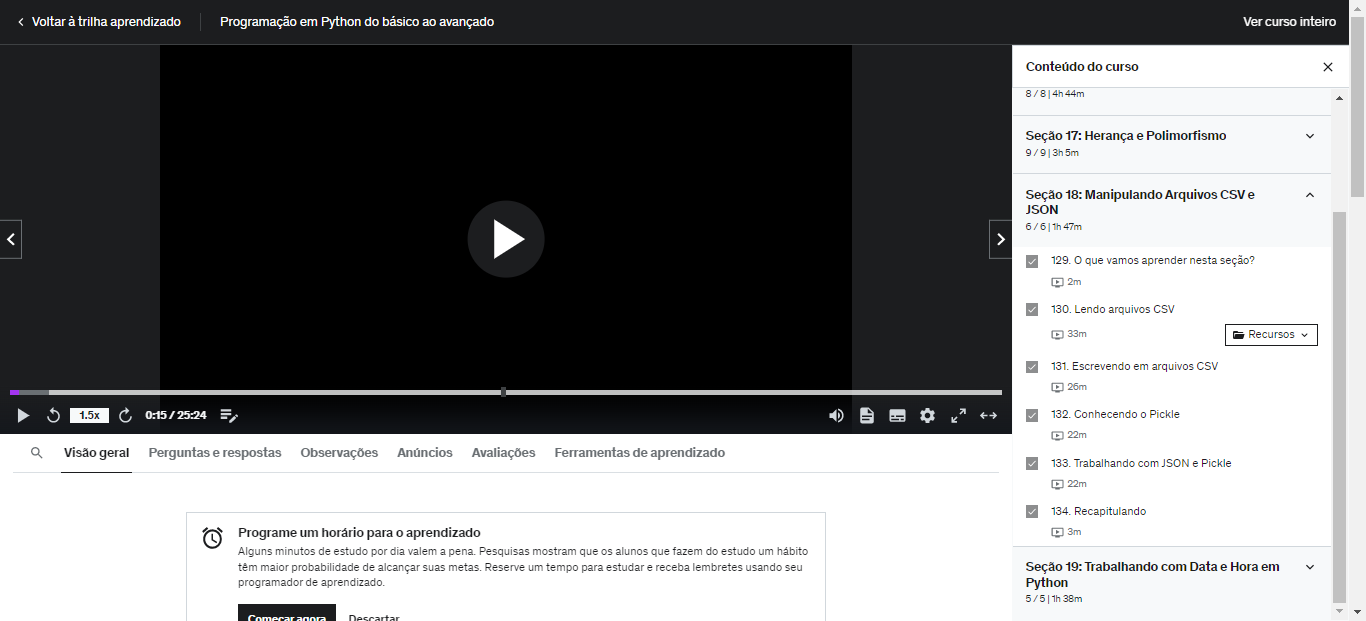 Voltar à trilha aprendizado
Programação em Python do básico ao avançado
Ver curso inteiro
1.5x
0:15 / 25:24
Visão geral
Perguntas e respostas
Observações
Anúncios
Avaliações
Ferramentas de aprendizado
Programe um horário para o aprendizado
Alguns minutos de estudo por dia valem a pena. Pesquisas mostram que os alunos que fazem do estudo um hábito
têm maior probabilidade de alcançar suas metas. Reserve um tempo para estudar e receba lembretes usando seu
programador de aprendizado.
Começar agora
Descartar
Conteúdo do curso
8 / 8 | 4h 44m
Seção 17: Herança e Polimorfismo
9 / 9 | 3h 5m
Seção 18: Manipulando Arquivos CSV e
JSON
6 / 6 | 1h 47m
129. O que vamos aprender nesta seção?
2m
130. Lendo arquivos CSV
33m
Recursos
131. Escrevendo em arquivos CSV
26m
132. Conhecendo o Pickle
22m
133. Trabalhando com JSON e Pickle
22m
134. Recapitulando
3m
Seção 19: Trabalhando com Data e Hora em
Python
5 / 5 | 1h 38m